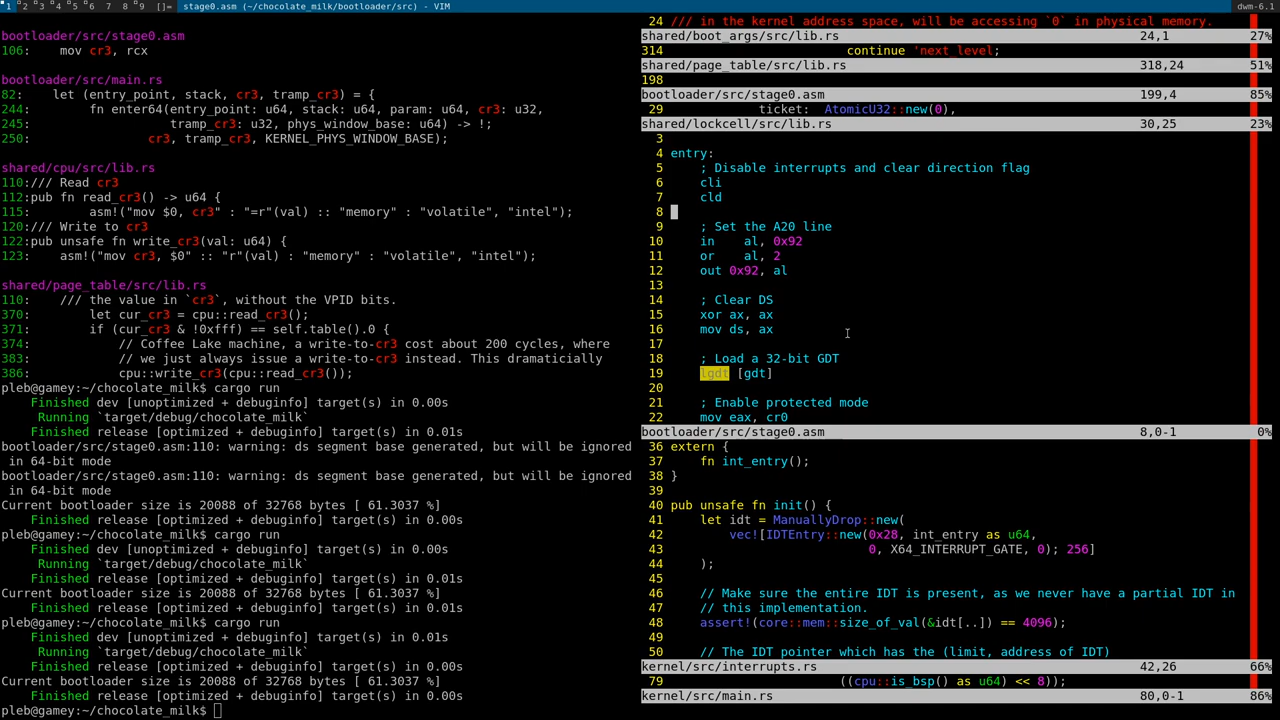 1 2 3 4 5 6 7 8 9 []= stage0.asm (~/chocolate_milk/bootloader/src) - VIM dwm-6.1
bootloader/src/stage0.asm
106:    mov cr3, rcx
bootloader/src/main.rs
82:    let (entry_point, stack, cr3, tramp_cr3) = {
244:        fn enter64(entry_point: u64, stack: u64, param: u64, cr3: u32,
245:                   tramp_cr3: u32, phys_window_base: u64) -> !;
250:                cr3, tramp_cr3, KERNEL_PHYS_WINDOW_BASE);
shared/cpu/src/lib.rs
110:/// Read cr3
112:pub fn read_cr3() -> u64 {
115:        asm!("mov $0, cr3" : "=r"(val) :: "memory" : "volatile", "intel");
120:/// Write to cr3
122:pub unsafe fn write_cr3(val: u64) {
123:    asm!("mov cr3, $0" :: "r"(val) : "memory" : "volatile", "intel");
shared/page_table/src/lib.rs
110:    /// the value in `cr3`, without the VPID bits.
370:        let cur_cr3 = cpu::read_cr3();
371:        if (cur_cr3 & !0xfff) == self.table().0 {
374:            // Coffee Lake machine, a write-to-cr3 cost about 200 cycles, where
383:            // we just always issue a write-to-cr3 instead. This dramaticially
386:            cpu::write_cr3(cpu::read_cr3());
pleb@gamey:~/chocolate_milk$ cargo run
    Finished dev [unoptimized + debuginfo] target(s) in 0.00s
     Running `target/debug/chocolate_milk`
    Finished release [optimized + debuginfo] target(s) in 0.01s
bootloader/src/stage0.asm:110: warning: ds segment base generated, but will be ignored
 in 64-bit mode
bootloader/src/stage0.asm:110: warning: ds segment base generated, but will be ignored
 in 64-bit mode
Current bootloader size is 20088 of 32768 bytes [ 61.3037 %]
    Finished release [optimized + debuginfo] target(s) in 0.00s
pleb@gamey:~/chocolate_milk$ cargo run
    Finished dev [unoptimized + debuginfo] target(s) in 0.00s
     Running `target/debug/chocolate_milk`
    Finished release [optimized + debuginfo] target(s) in 0.01s
Current bootloader size is 20088 of 32768 bytes [ 61.3037 %]
    Finished release [optimized + debuginfo] target(s) in 0.01s
pleb@gamey:~/chocolate_milk$ cargo run
    Finished dev [unoptimized + debuginfo] target(s) in 0.01s
     Running `target/debug/chocolate_milk`
    Finished release [optimized + debuginfo] target(s) in 0.00s
Current bootloader size is 20088 of 32768 bytes [ 61.3037 %]
    Finished release [optimized + debuginfo] target(s) in 0.00s
pleb@gamey:~/chocolate_milk$
24 /// in the kernel address space, will be accessing `0` in physical memory.
shared/boot_args/src/lib.rs 24,1 27%
314                         continue 'next_level;
shared/page_table/src/lib.rs 318,24 51%
198
bootloader/src/stage0.asm 199,4 85%
29             ticket:  AtomicU32::new(0),
shared/lockcell/src/lib.rs 30,25 23%
3
4 entry:
5     ; Disable interrupts and clear direction flag
6     cli
7     cld
8
9     ; Set the A20 line
10     in    al, 0x92
11     or    al, 2
12     out 0x92, al
13
14     ; Clear DS
15     xor ax, ax
16     mov ds, ax
17
18     ; Load a 32-bit GDT
19     lgdt [gdt]
20
21     ; Enable protected mode
22     mov eax, cr0
bootloader/src/stage0.asm 8,0-1 0%
36 extern {
37     fn int_entry();
38 }
39
40 pub unsafe fn init() {
41     let idt = ManuallyDrop::new(
42         vec![IDTEntry::new(0x28, int_entry as u64,
43                            0, X64_INTERRUPT_GATE, 0); 256]
44     );
45
46     // Make sure the entire IDT is present, as we never have a partial IDT in
47     // this implementation.
48     assert!(core::mem::size_of_val(&idt[..]) == 4096);
49
50     // The IDT pointer which has the (limit, address of IDT)
kernel/src/interrupts.rs 42,26 66%
79                        ((cpu::is_bsp() as u64) << 8));
kernel/src/main.rs 80,0-1 86%